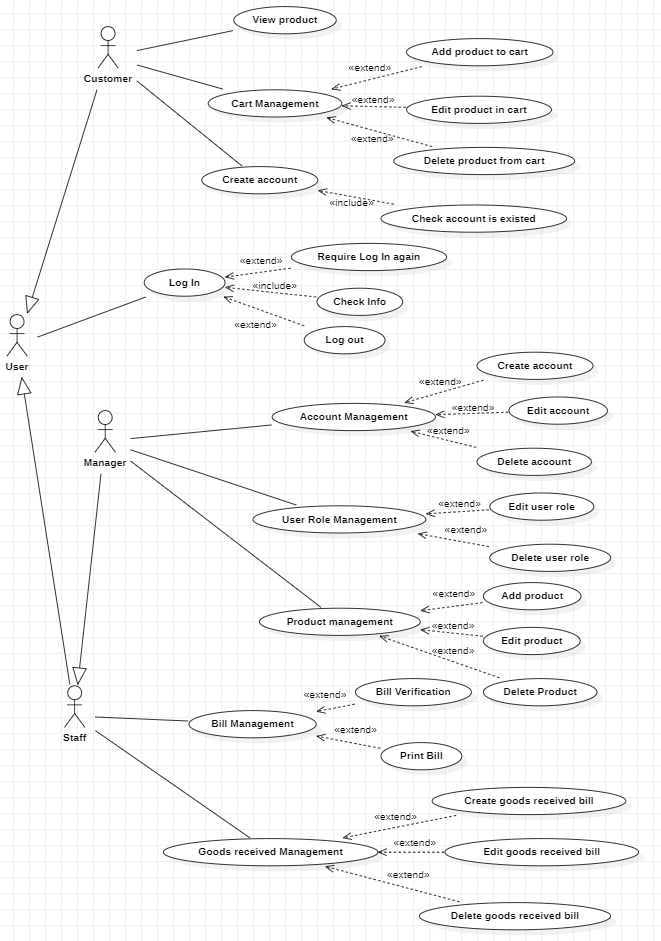 View product
Customer
Add product to cart
«extend»
Cart Management
«extend»
Edit product in cart
«extend»
Delete product from cart
Create account
«include»
Check account is existed
Require Log In again
«extend»
Log In
«include»
Check Info
«extend»
Log out
User
Create account
«extend»
Account Management
«extend»
Edit account
«extend»
Delete account
Manager
Edit user role
«extend»
User Role Management
«extend»
Delete user role
Add product
«extend»
Product management
«extend»
Edit product
«extend»
Delete Product
Bill Verification
«extend»
Bill Management
«extend»
Print Bill
Staff
Create goods received bill
«extend»
Goods received Management
«extend»
Edit goods received bill
«extend»
Delete goods received bill